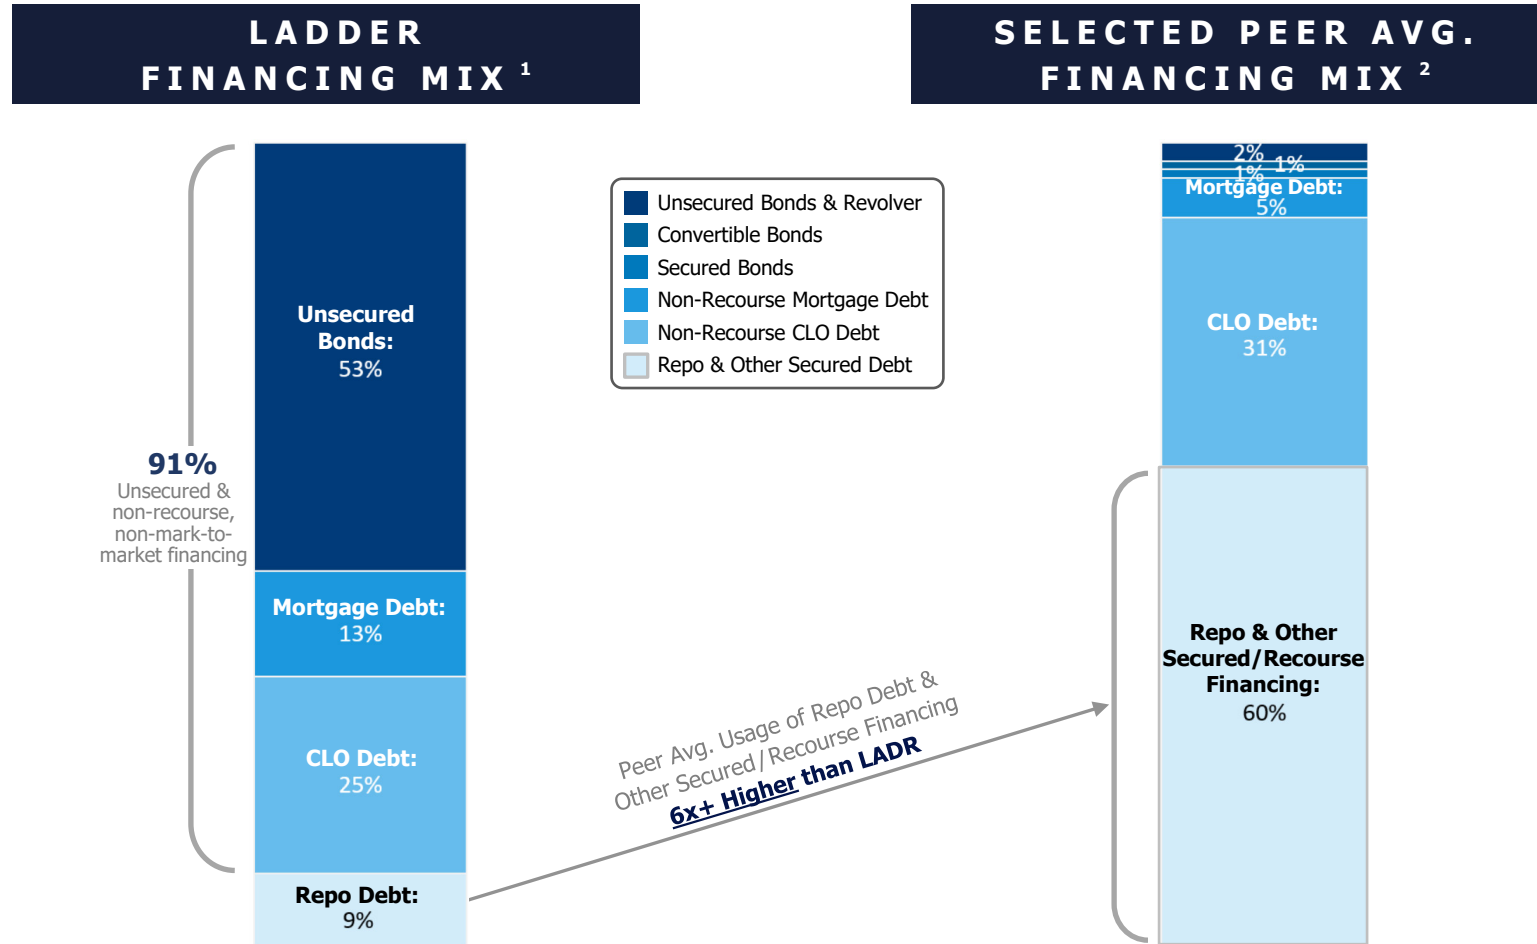 LADDER
FINANCING MIX 1
SELECTED PEER AVG.
FINANCING MIX 2
Unsecured
Bonds:
53%
Mortgage Debt:
13%
CLO Debt:
25%
Repo Debt:
9%
91%
Unsecured &
non-recourse,
non-mark-to-
market financing
Unsecured Bonds & Revolver
Convertible Bonds
Secured Bonds
Non-Recourse Mortgage Debt
Non-Recourse CLO Debt
Repo & Other Secured Debt
Peer Avg. Usage of Repo Debt &
Other Secured/Recourse Financing
6x+ Higher than LADR
2%
1%
1%
Mortgage Debt:
5%
CLO Debt:
31%
Repo & Other
Secured/Recourse
Financing:
60%